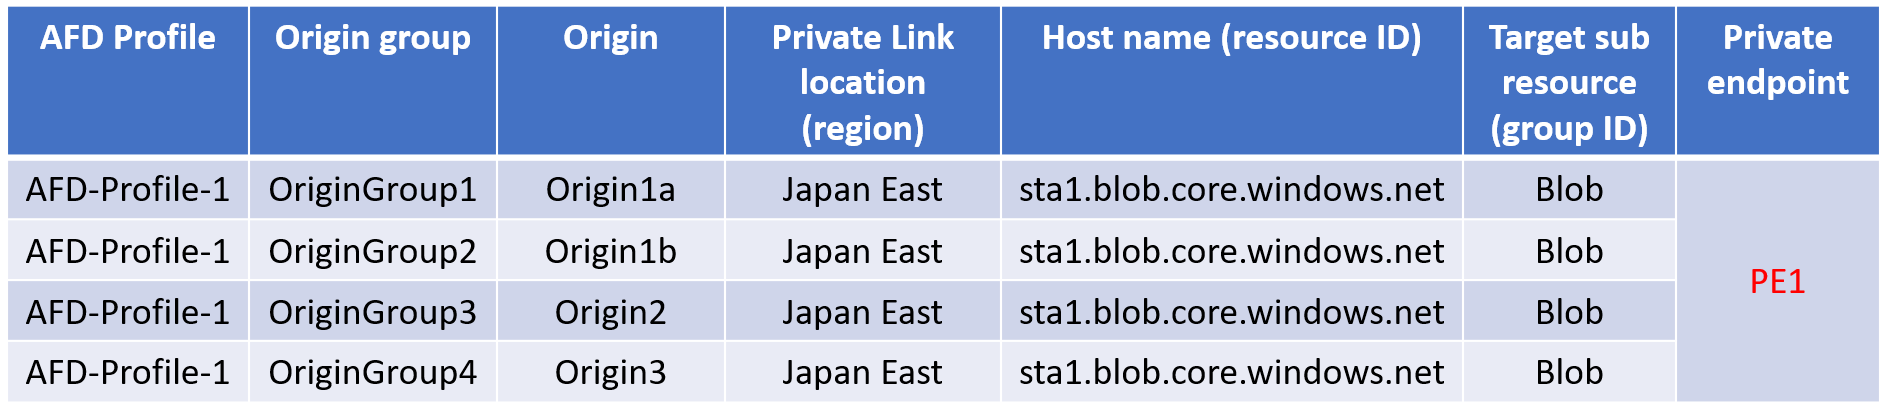 AFD Profile Origin group Origin Private Link Host name (resource ID) Target sub Private
location resource endpoint
(region) (group ID)
AFD-Profile-1 OriginGroup1 Origin1a Japan East sta1.blob.core.windows.net Blob
AFD-Profile-1 OriginGroup2 Origin1b Japan East sta1.blob.core.windows.net Blob
PE1
AFD-Profile-1 OriginGroup3 Origin2 Japan East sta1.blob.core.windows.net Blob
AFD-Profile-1 OriginGroup4 Origin3 Japan East sta1.blob.core.windows.net Blob